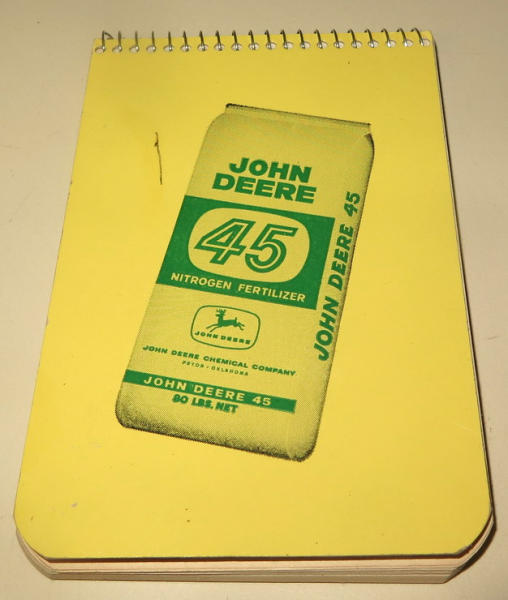 JOHN
DEERE
45
NITROGEN FERTILIZER
JOHN DEERE
JOHN DEERE CHEMICAL COMPANY
PRYOR - OKLAHOMA
JOHN DEERE 45
80 LBS. NET
JOHN DEERE 45